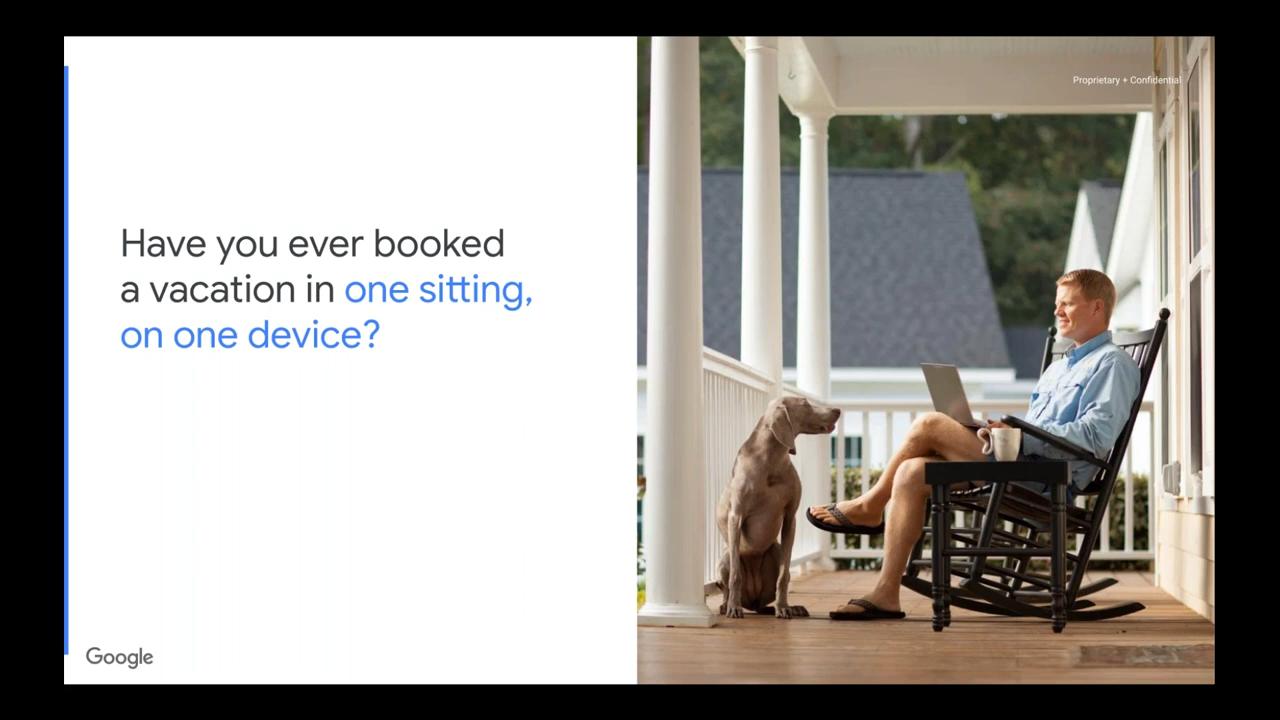 Proprietary + Confidential
Have you ever booked
a vacation in one sitting,
on one device?
Google